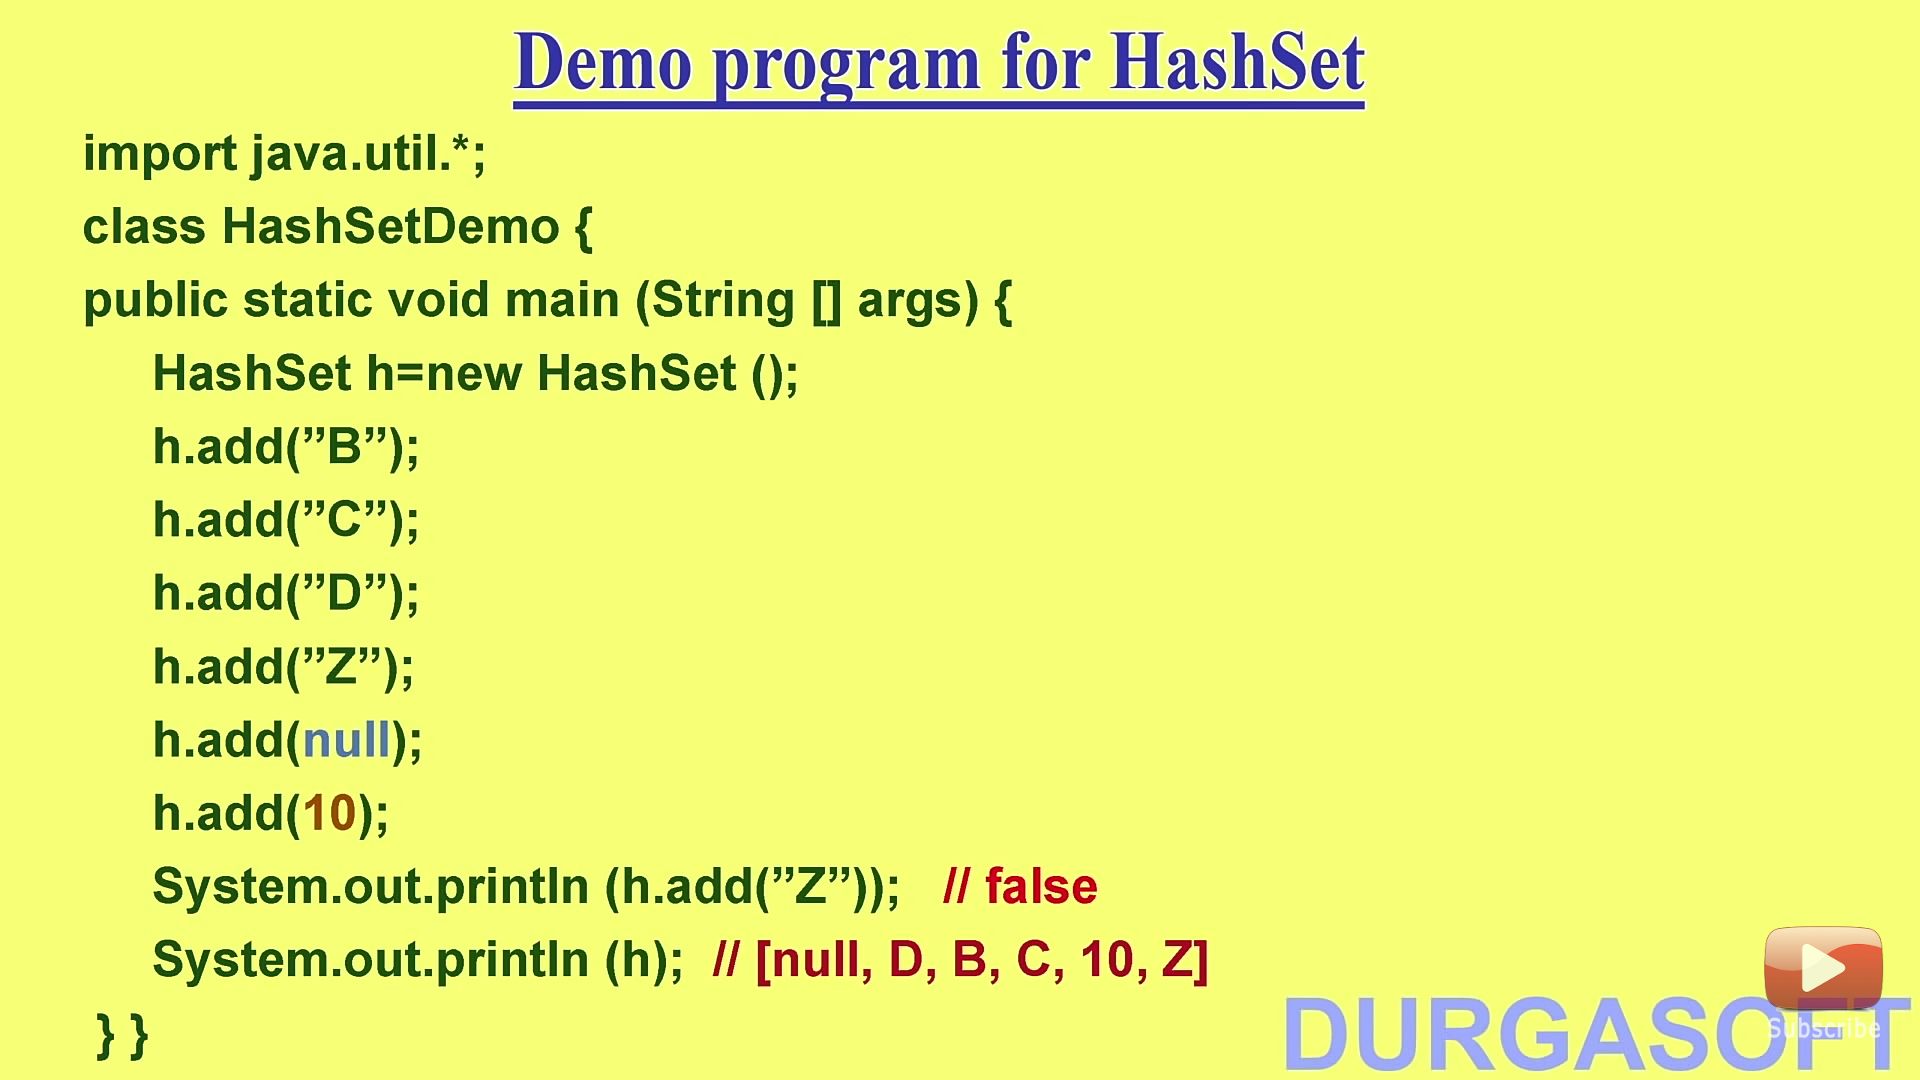 Demo program for HashSet
import java.util.*;
class HashSetDemo {
public static void main (String [] args) {
HashSet h=new HashSet ();
h.add(”B”);
h.add(”C”);
h.add(”D”);
h.add(”Z”);
h.add(null);
h.add(10);
System.out.println (h.add(”Z”)); // false
System.out.println (h); // [null, D, B, C, 10, Z]
} }
DURGASOFT
Subscribe